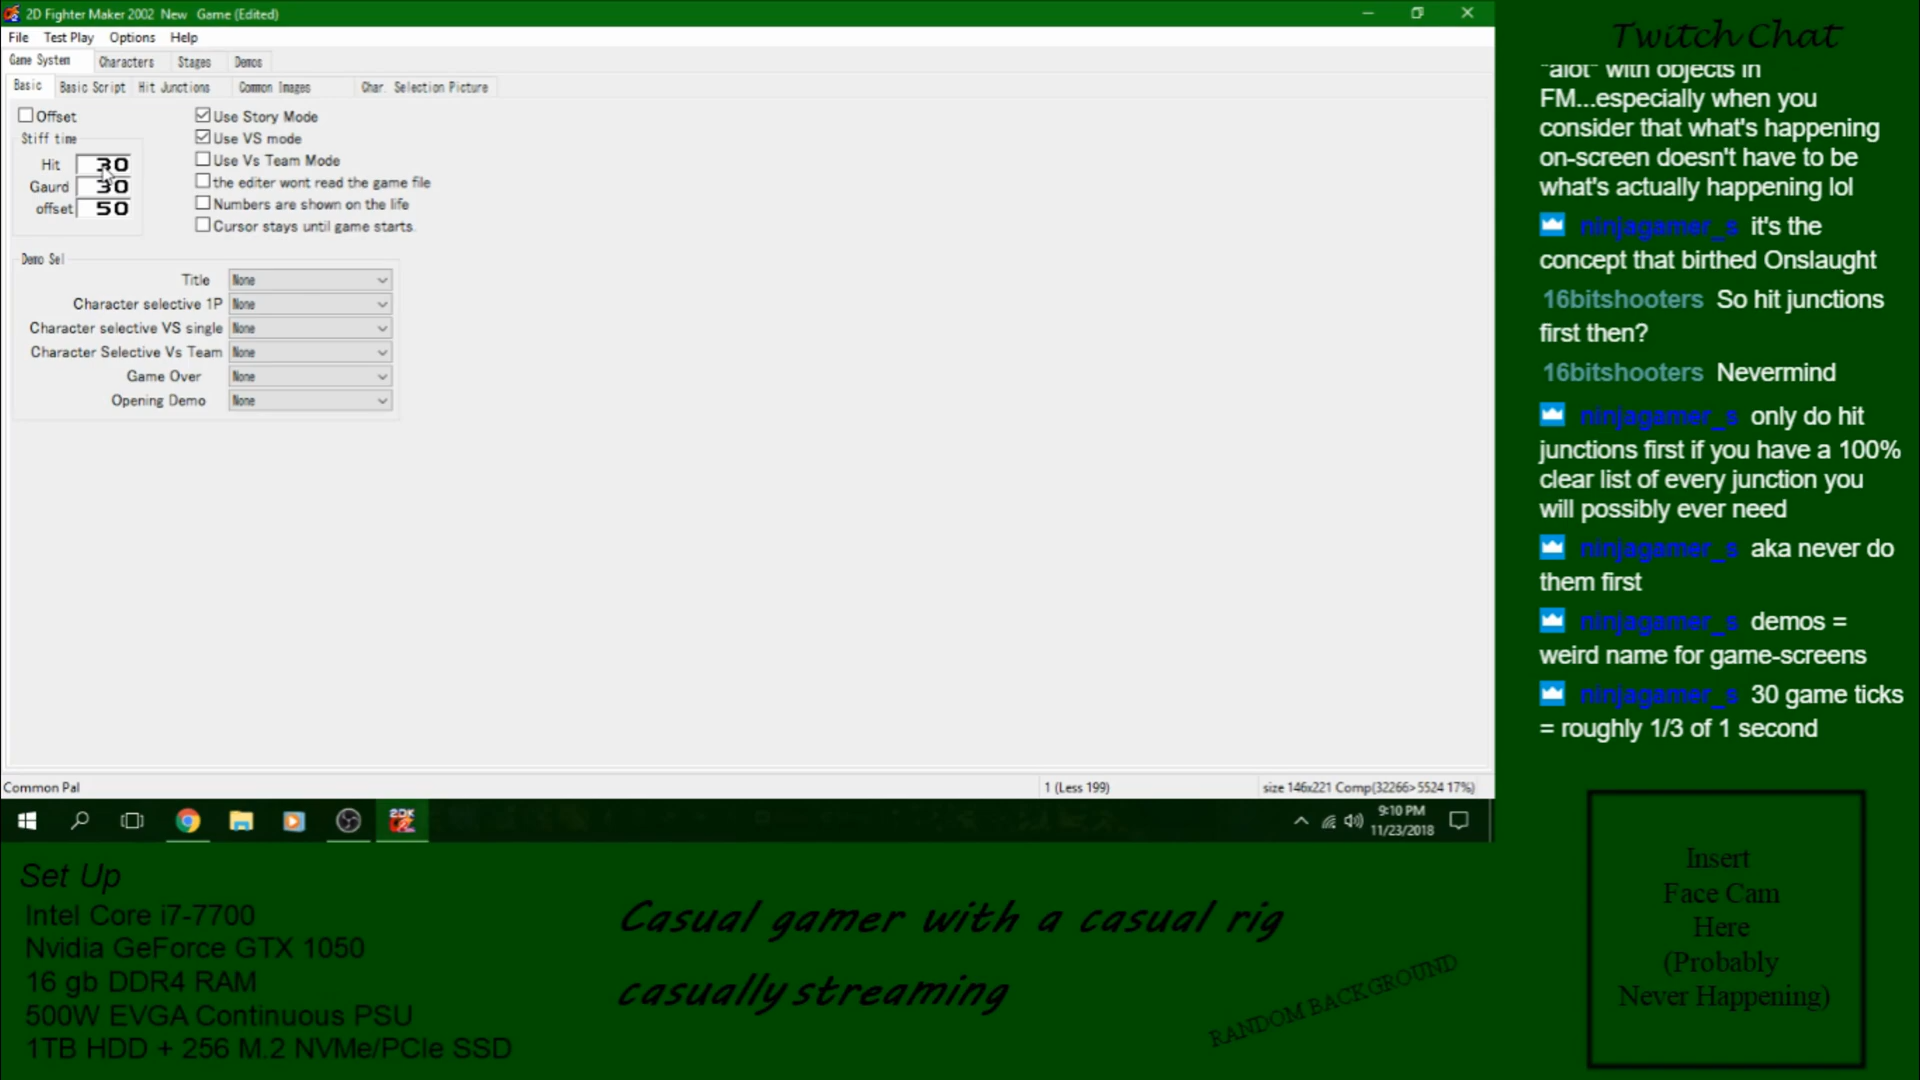 2D Fighter Maker 2002 New Game (Edited)
File Test Play Options Help
Game System Characters Stages Demos
Basic Basic Script Hit Junctions Common Images Char. Selection Picture
Offset
Stiff time
Hit 30
Gaurd 30
offset 50
Use Story Mode
Use VS mode
Use Vs Team Mode
the editer wont read the game file
Numbers are shown on the life
Cursor stays until game starts.
Demo Sel
Title None
Character selective 1P None
Character selective VS single None
Character Selective Vs Team None
Game Over None
Opening Demo None
Common Pal 1 (Less 199) size 146x221 Comp(32266>5524 17%)
2DK
9:10 PM
11/23/2018
Twitch Chat
"alot" with objects in
FM...especially when you
consider that what's happening
on-screen doesn't have to be
what's actually happening lol
ninjagamer_s it's the
concept that birthed Onslaught
16bitshooters So hit junctions
first then?
16bitshooters Nevermind
ninjagamer_s only do hit
junctions first if you have a 100%
clear list of every junction you
will possibly ever need
ninjagamer_s aka never do
them first
ninjagamer_s demos =
weird name for game-screens
ninjagamer_s 30 game ticks
= roughly 1/3 of 1 second
Set Up
Intel Core i7-7700
Nvidia GeForce GTX 1050
16 gb DDR4 RAM
500W EVGA Continuous PSU
1TB HDD + 256 M.2 NVMe/PCIe SSD
Casual gamer with a casual rig
casually streaming
RANDOM BACKGROUND
Insert
Face Cam
Here
(Probably
Never Happening)